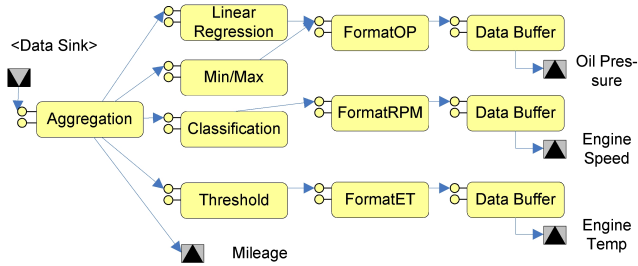 <Data Sink>
Aggregation
Linear
Regression
Min/Max
Classification
Threshold
Mileage
FormatOP
FormatRPM
FormatET
Data Buffer
Oil Pres-
sure
Data Buffer
Engine
Speed
Data Buffer
Engine
Temp